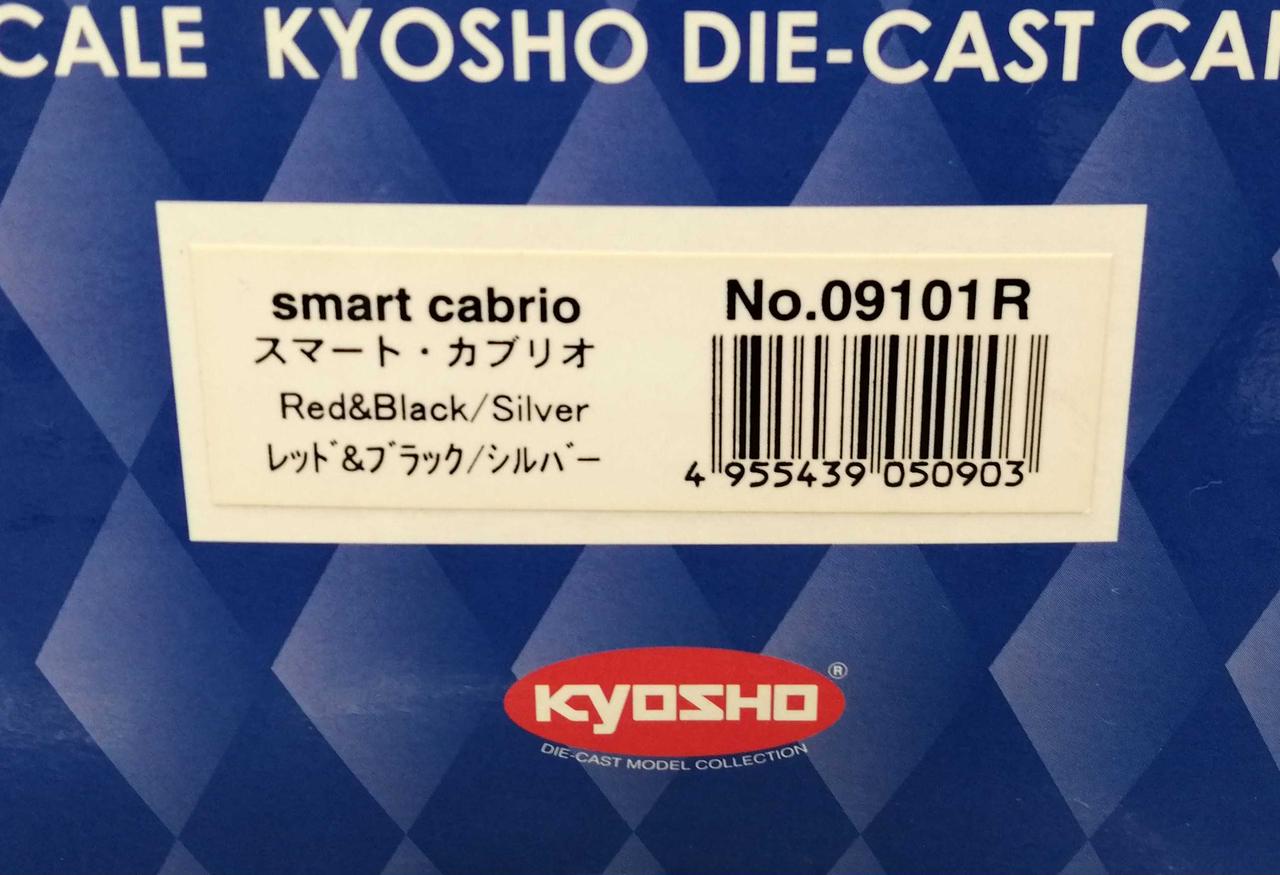 CALE KYOSHO DIE-CAST CA
smart cabrio
スマート・カブリオ
Red&Black/Silver
レッド&ブラック/シルバー
No.09101R
4 955439 050903
KYOSHO ®
DIE-CAST MODEL COLLECTION